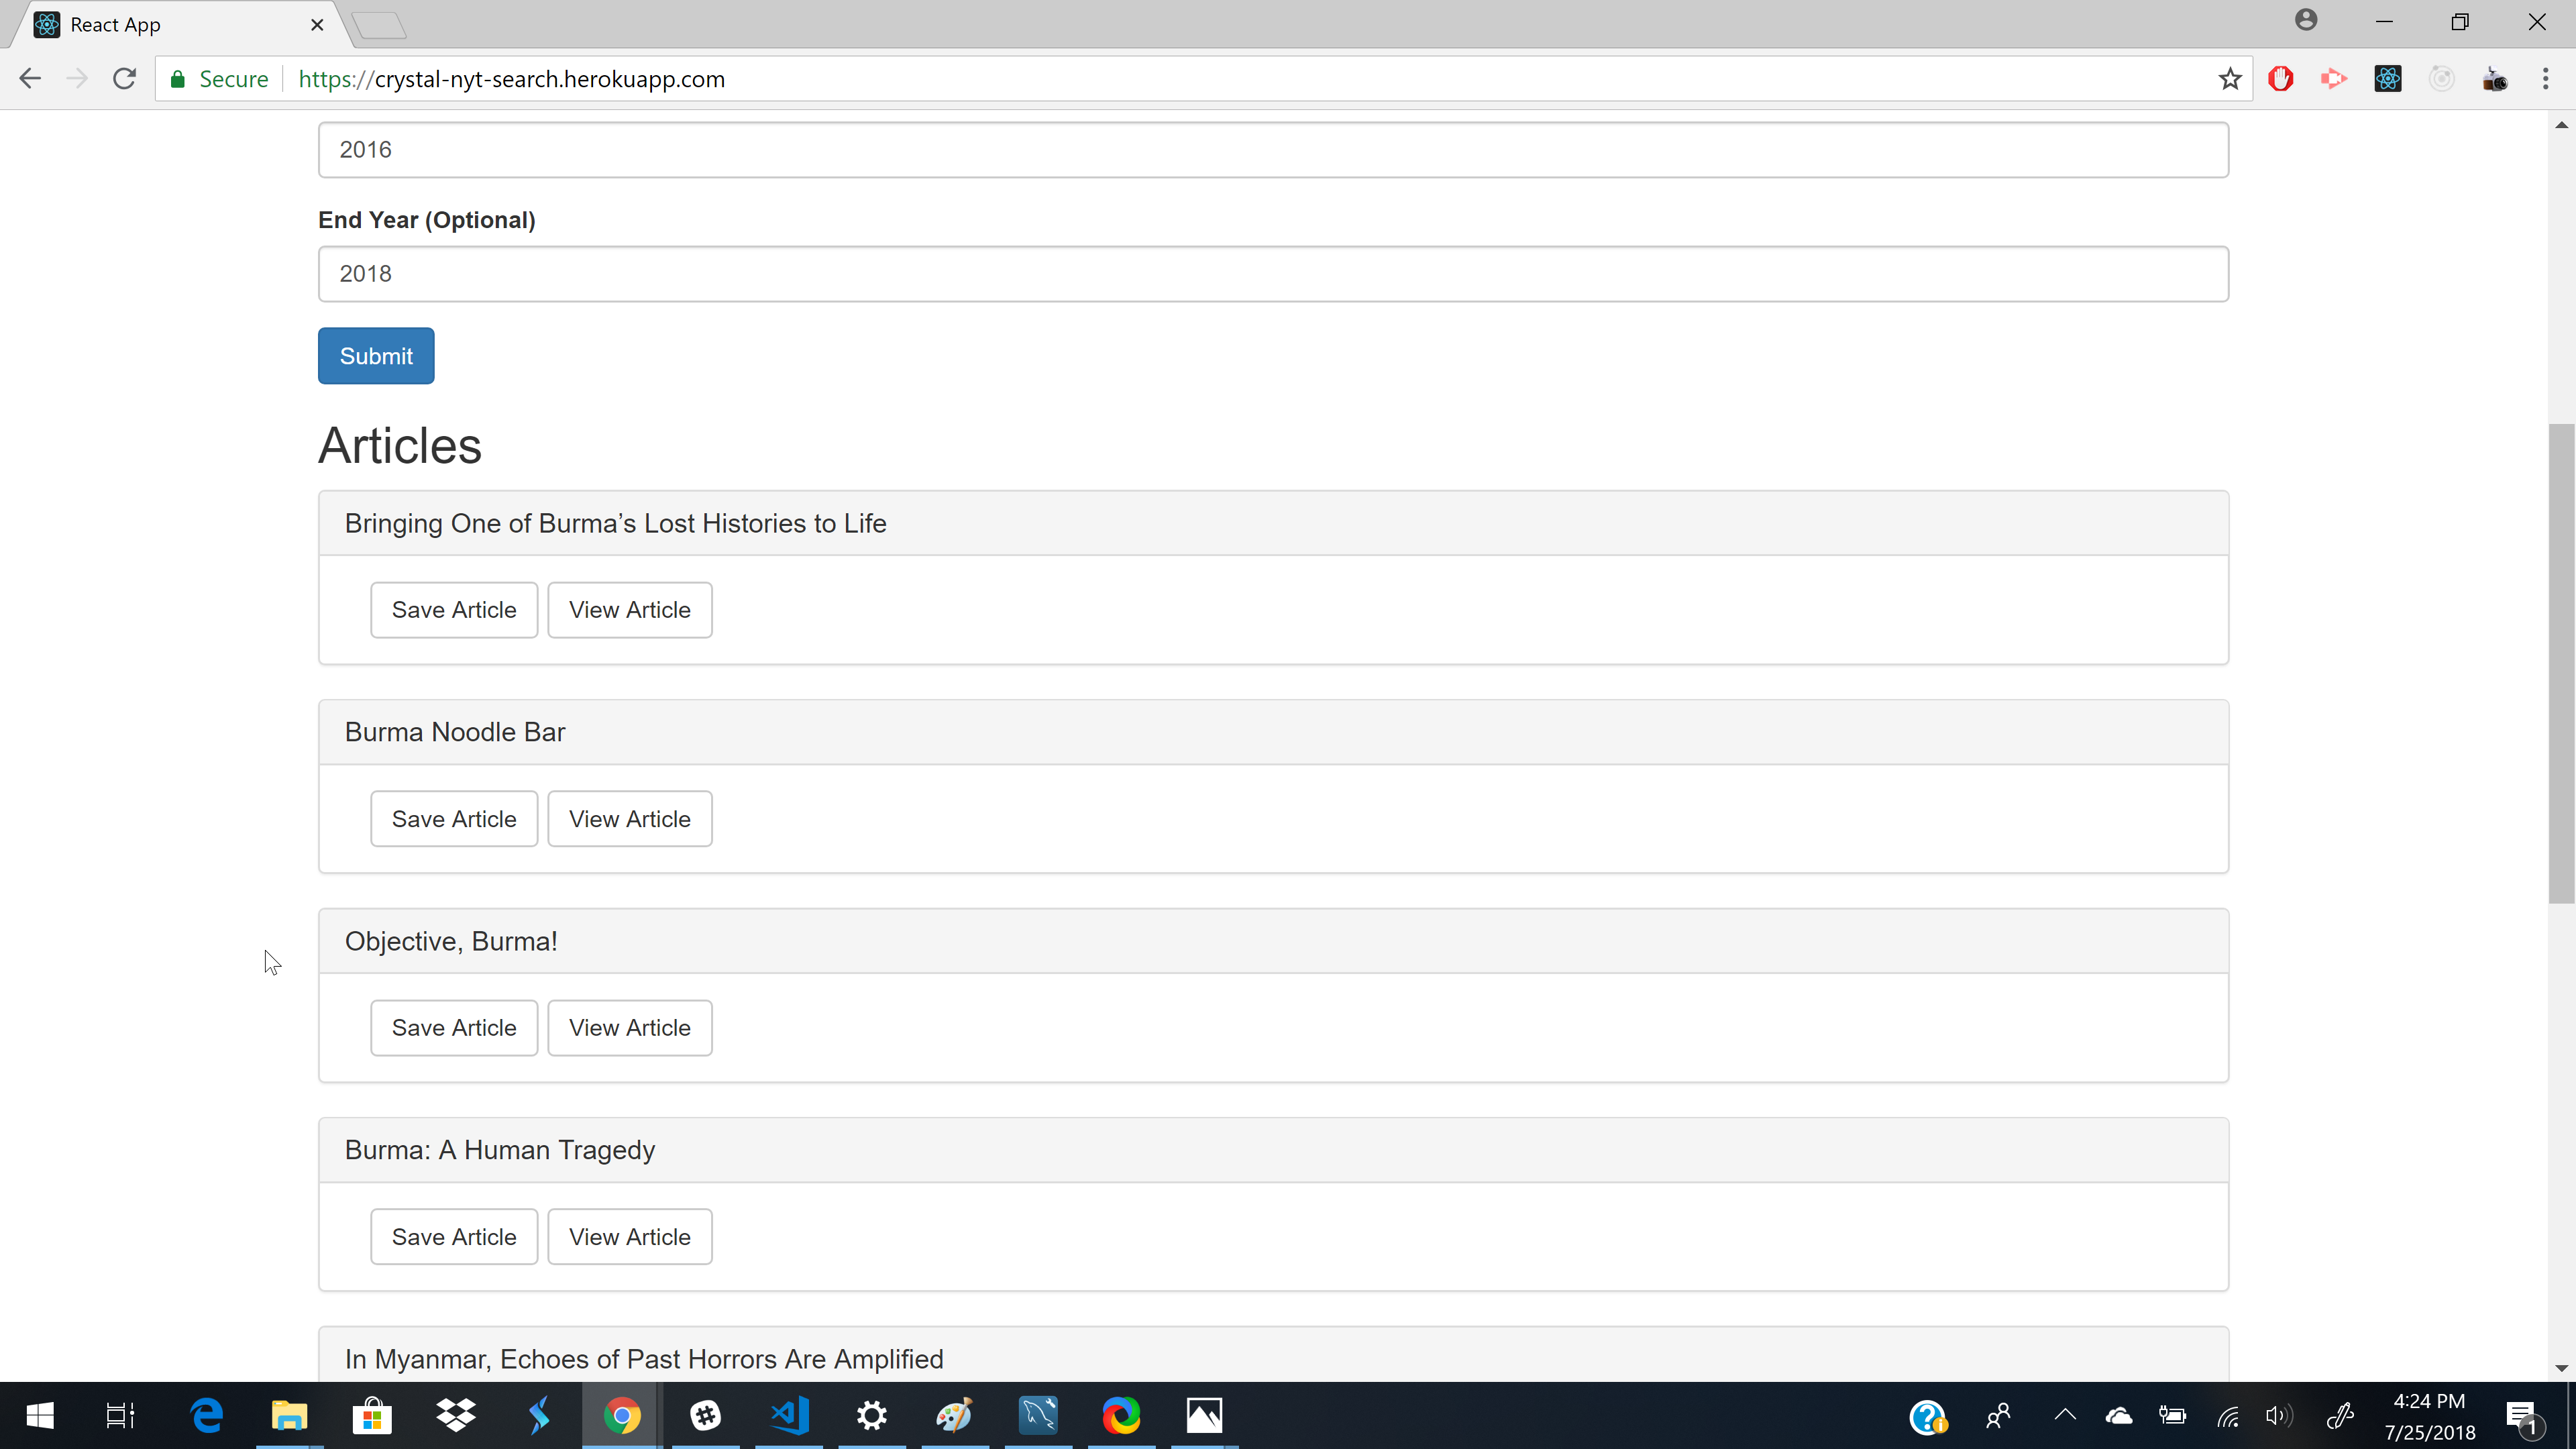 React App
Secure https://crystal-nyt-search.herokuapp.com
2016
End Year (Optional)
2018
Submit
Articles
Bringing One of Burma’s Lost Histories to Life
Save Article View Article
Burma Noodle Bar
Save Article View Article
Objective, Burma!
Save Article View Article
Burma: A Human Tragedy
Save Article View Article
In Myanmar, Echoes of Past Horrors Are Amplified
4:24 PM
7/25/2018
1